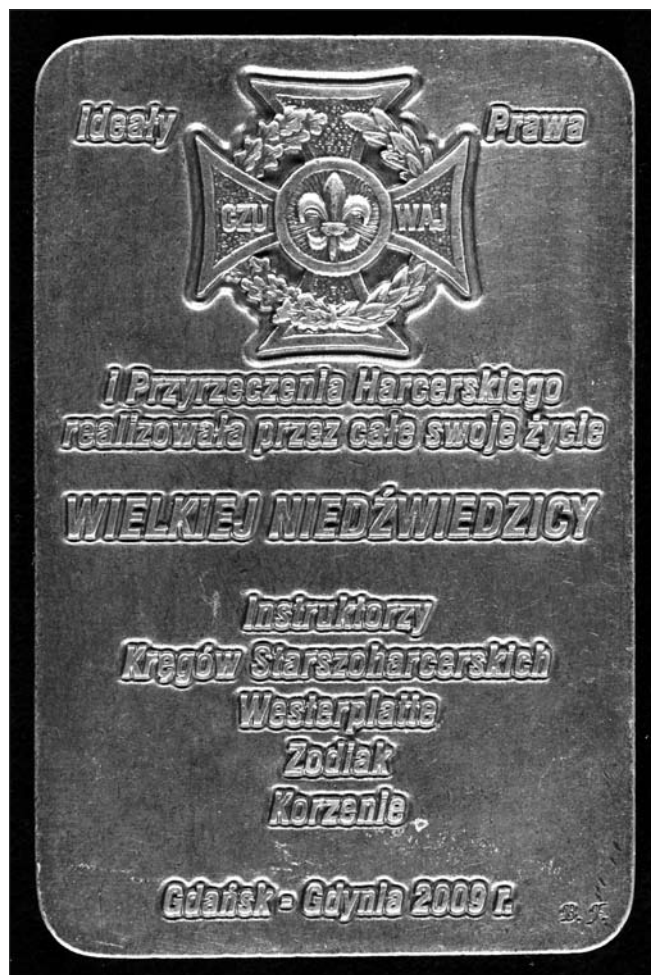 Ideały Prawa
CZU WAJ
i Przyrzeczenia Harcerskiego
realizowała przez całe swoje życie
WIELKIEJ NIEDŹWIEDZICY
Instruktorzy
Kręgów Starszoharcerskich
Westerplatte
Zodiak
Korzenie
Gdańsk - Gdynia 2009 r.